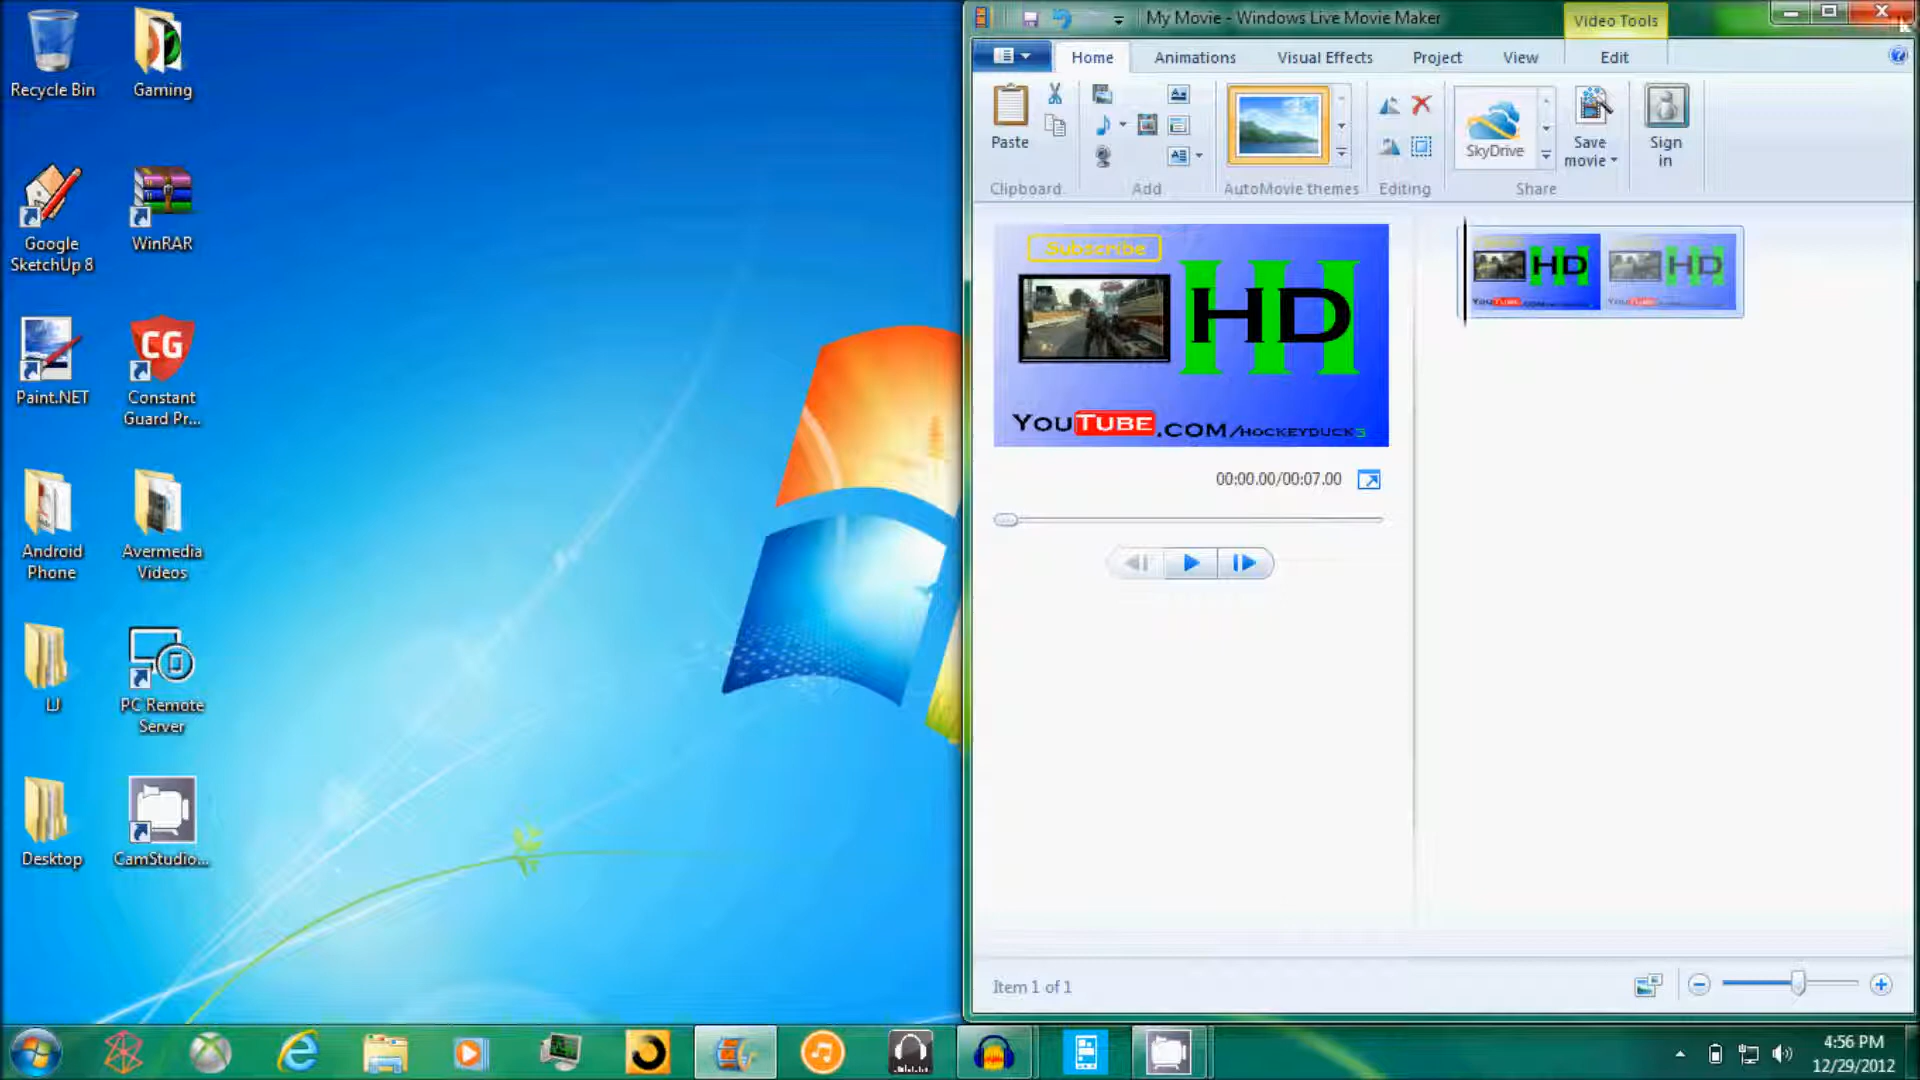 Recycle Bin
Gaming
Google
SketchUp 8
WinRAR
Paint.NET
CG
Constant
Guard Pr...
Android
Phone
Avermedia
Videos
LJ
PC Remote
Server
Desktop
CamStudio...
My Movie - Windows Live Movie Maker
Video Tools
Home
Animations
Visual Effects
Project
View
Edit
Paste
SkyDrive
Save
movie
Sign
in
Clipboard
Add
AutoMovie themes
Editing
Share
Subscribe
HD
YouTube.com/hockeyduck3
HD
HD
00:00.00/00:07.00
Item 1 of 1
4:56 PM
12/29/2012